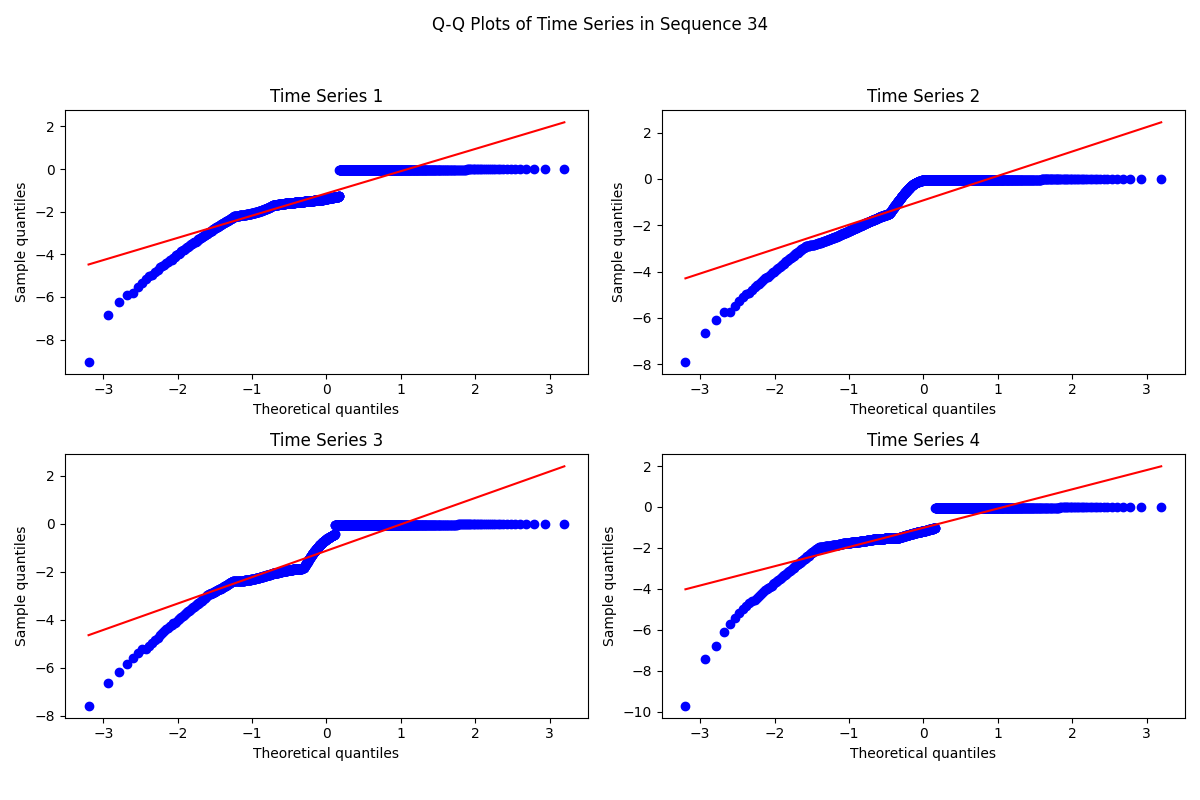 Q-Q Plots of Time Series in Sequence 34
Time Series 1
2
0
−2
−4
−6
−8
Sample quantiles
−3 −2 −1 0 1 2 3
Theoretical quantiles
Time Series 2
2
0
−2
−4
−6
−8
Sample quantiles
−3 −2 −1 0 1 2 3
Theoretical quantiles
Time Series 3
2
0
−2
−4
−6
−8
Sample quantiles
−3 −2 −1 0 1 2 3
Theoretical quantiles
Time Series 4
2
0
−2
−4
−6
−8
−10
Sample quantiles
−3 −2 −1 0 1 2 3
Theoretical quantiles